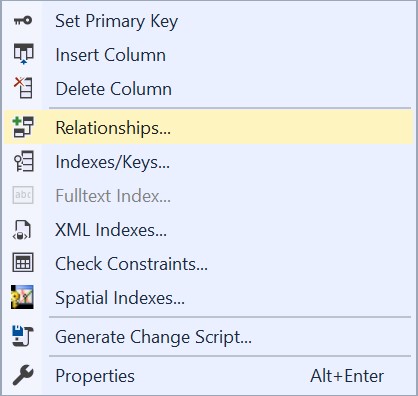 Set Primary Key
Insert Column
Delete Column
Relationships...
Indexes/Keys...
abc Fulltext Index...
XML Indexes...
Check Constraints...
Spatial Indexes...
Generate Change Script...
Properties Alt+Enter